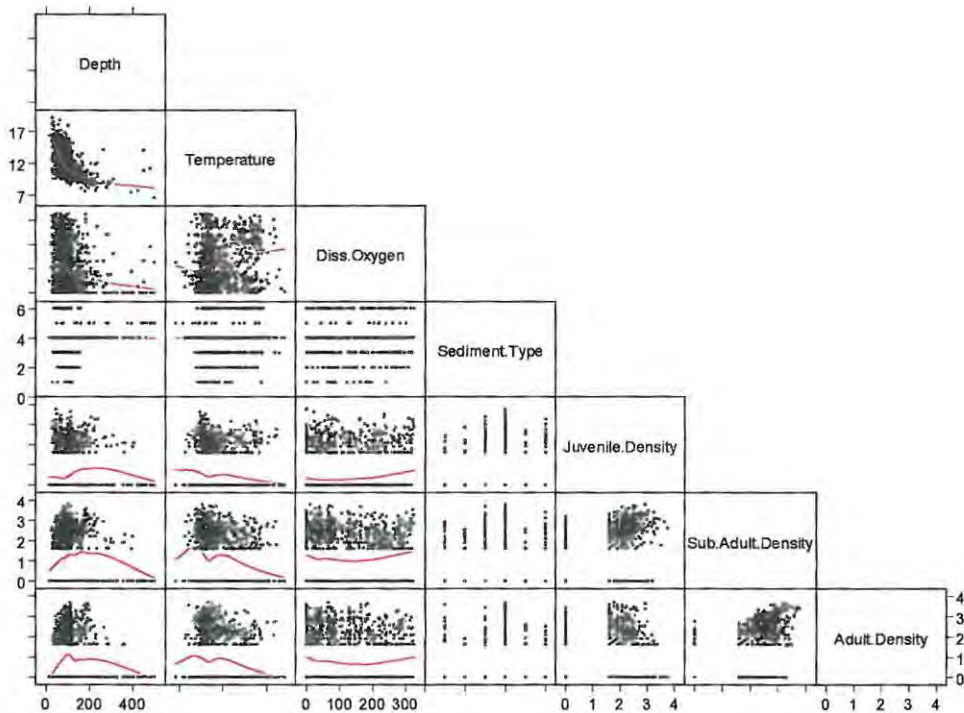 Depth
17
12
7
Temperature
Diss.Oxygen
6
4
2
0
Sediment.Type
Juvenile.Density
4
3
2
1
0
Sub.Adult.Density
Adult.Density
4
3
2
1
0
0 200 400
0 100 200 300
0 2 4
0 1 2 3 4